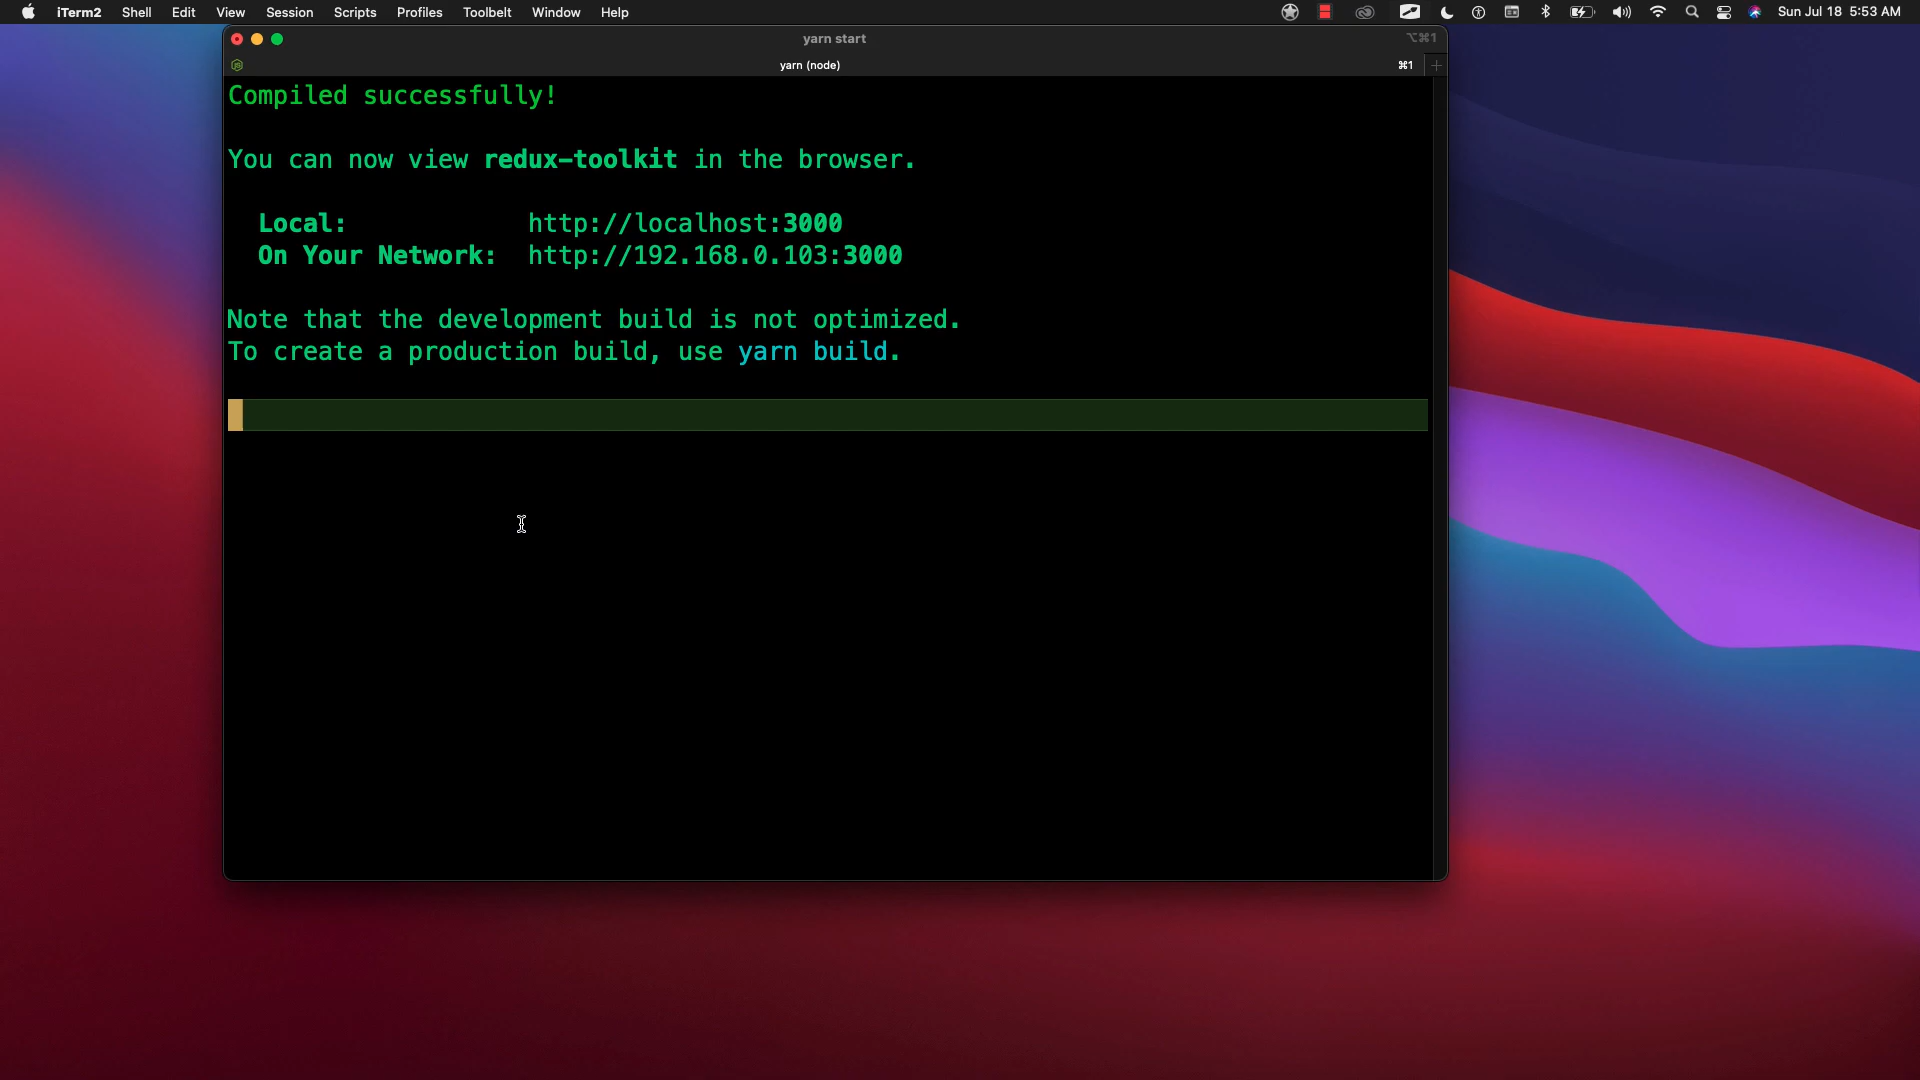 iTerm2 Shell Edit View Session Scripts Profiles Toolbelt Window Help Sun Jul 18 5:53 AM
yarn start ⌥⌘1
yarn (node) ⌘1
Compiled successfully!
You can now view redux-toolkit in the browser.
Local: http://localhost:3000
On Your Network: http://192.168.0.103:3000
Note that the development build is not optimized.
To create a production build, use yarn build.